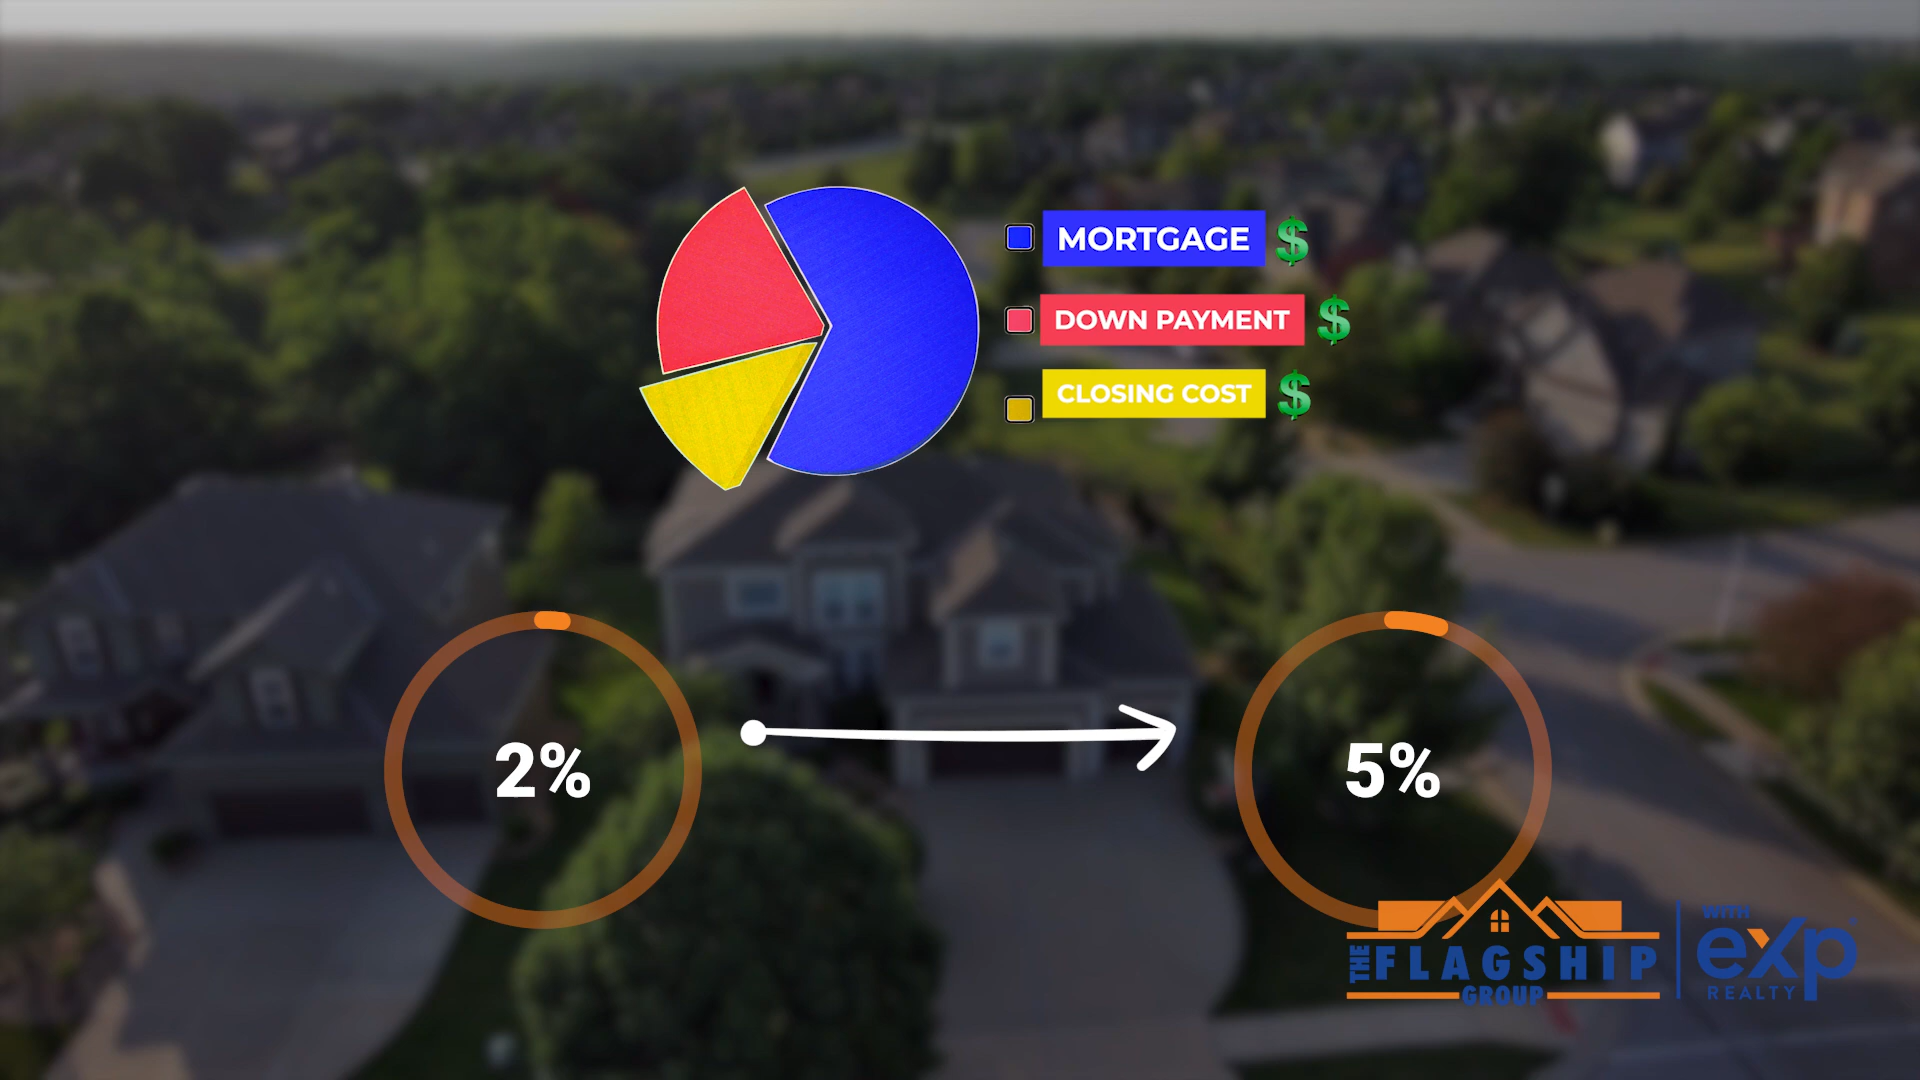 MORTGAGE $
DOWN PAYMENT $
CLOSING COST $
2%
5%
THE FLAGSHIP
GROUP
WITH
eXp
REALTY